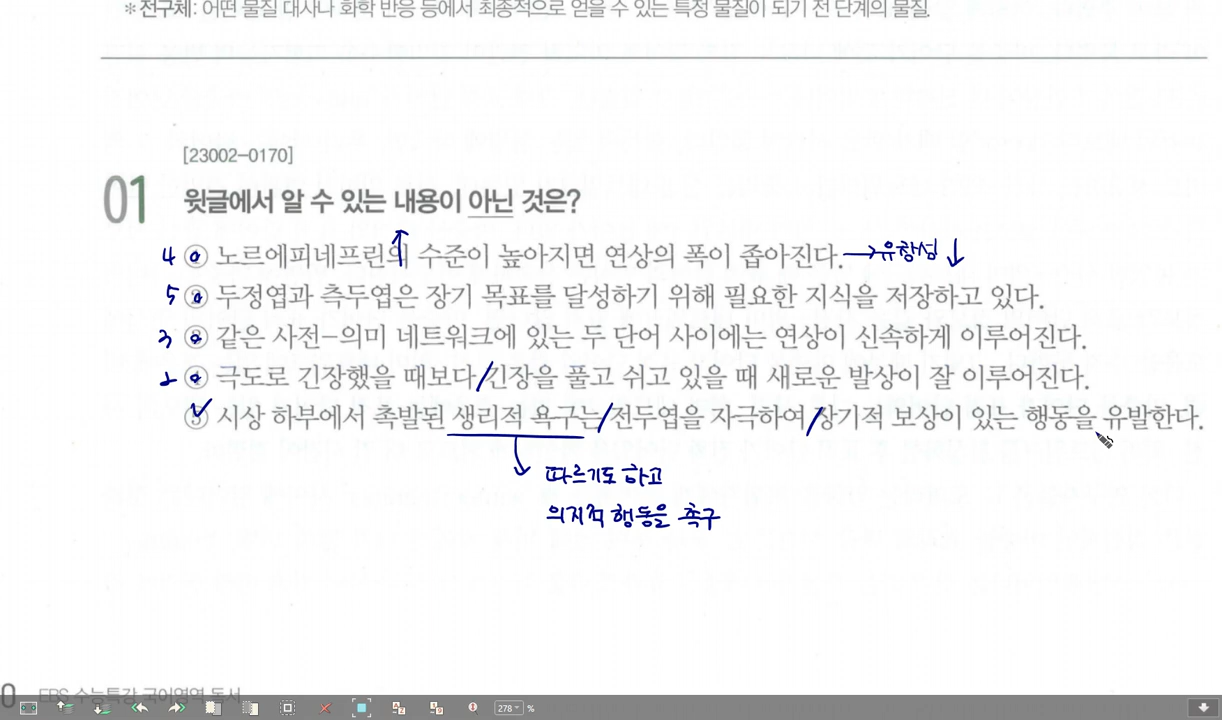 * 전구체: 어떤 물질 대사나 화학 반응 등에서 최종적으로 얻을 수 있는 특정 물질이 되기 전 단계의 물질.
[23002-0170]
01 윗글에서 알 수 있는 내용이 아닌 것은?
4 ① 노르에피네프린의 수준이 높아지면 연상의 폭이 좁아진다. → 유창성 ↓
5 ② 두정엽과 측두엽은 장기 목표를 달성하기 위해 필요한 지식을 저장하고 있다.
3 ③ 같은 사전-의미 네트워크에 있는 두 단어 사이에는 연상이 신속하게 이루어진다.
2 ④ 극도로 긴장했을 때보다/긴장을 풀고 쉬고 있을 때 새로운 발상이 잘 이루어진다.
⑤ 시상 하부에서 촉발된 생리적 욕구는/전두엽을 자극하여/장기적 보상이 있는 행동을 유발한다.
따르기도 하고
의지적 행동을 촉구
0 EBS 수능특강 국어영역 독서
278 %